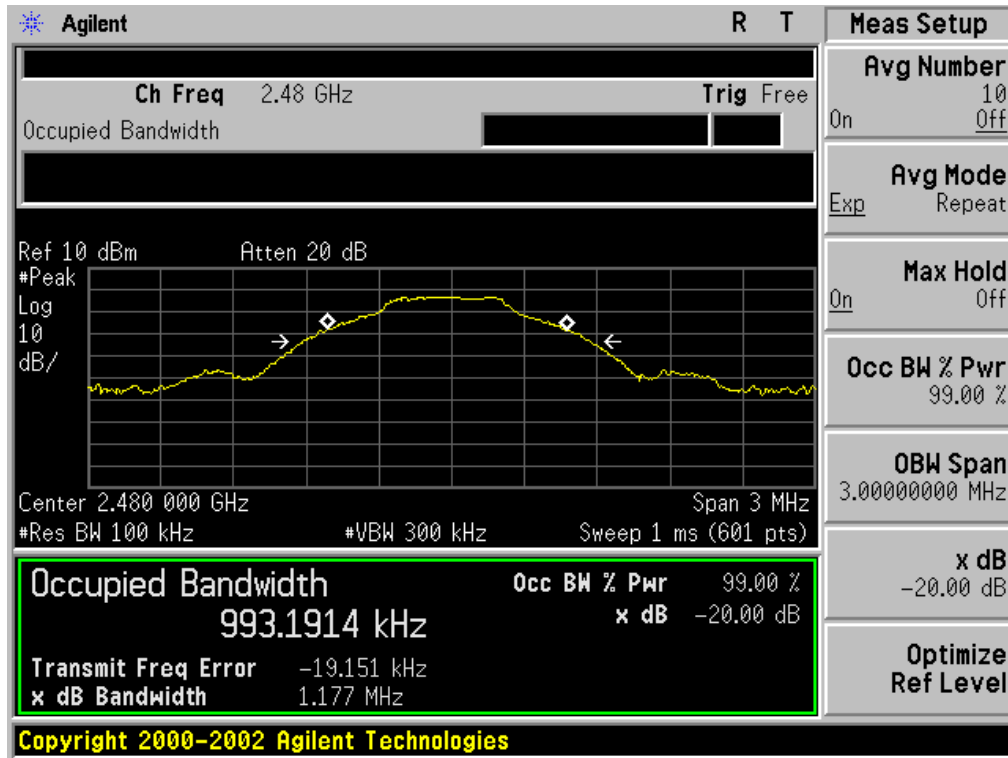 Agilent R T
Ch Freq 2.48 GHz Trig Free
Occupied Bandwidth
Ref 10 dBm Atten 20 dB
#Peak
Log
10
dB/
Center 2.480 000 GHz Span 3 MHz
#Res BW 100 kHz #VBW 300 kHz Sweep 1 ms (601 pts)
Occupied Bandwidth Occ BW % Pwr 99.00 %
993.1914 kHz x dB -20.00 dB
Transmit Freq Error -19.151 kHz
x dB Bandwidth 1.177 MHz
Copyright 2000-2002 Agilent Technologies
Meas Setup
Avg Number
10
On Off
Avg Mode
Exp Repeat
Max Hold
On Off
Occ BW % Pwr
99.00 %
OBW Span
3.00000000 MHz
x dB
-20.00 dB
Optimize
Ref Level